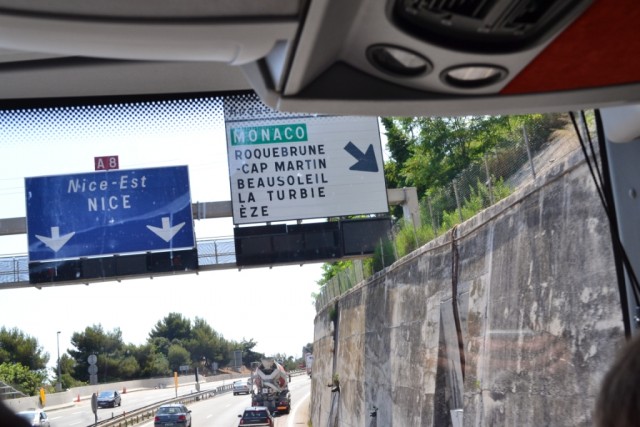 A 8
Nice-Est
NICE
MONACO
ROQUEBRUNE
-CAP MARTIN
BEAUSOLEIL
LA TURBIE
ÈZE